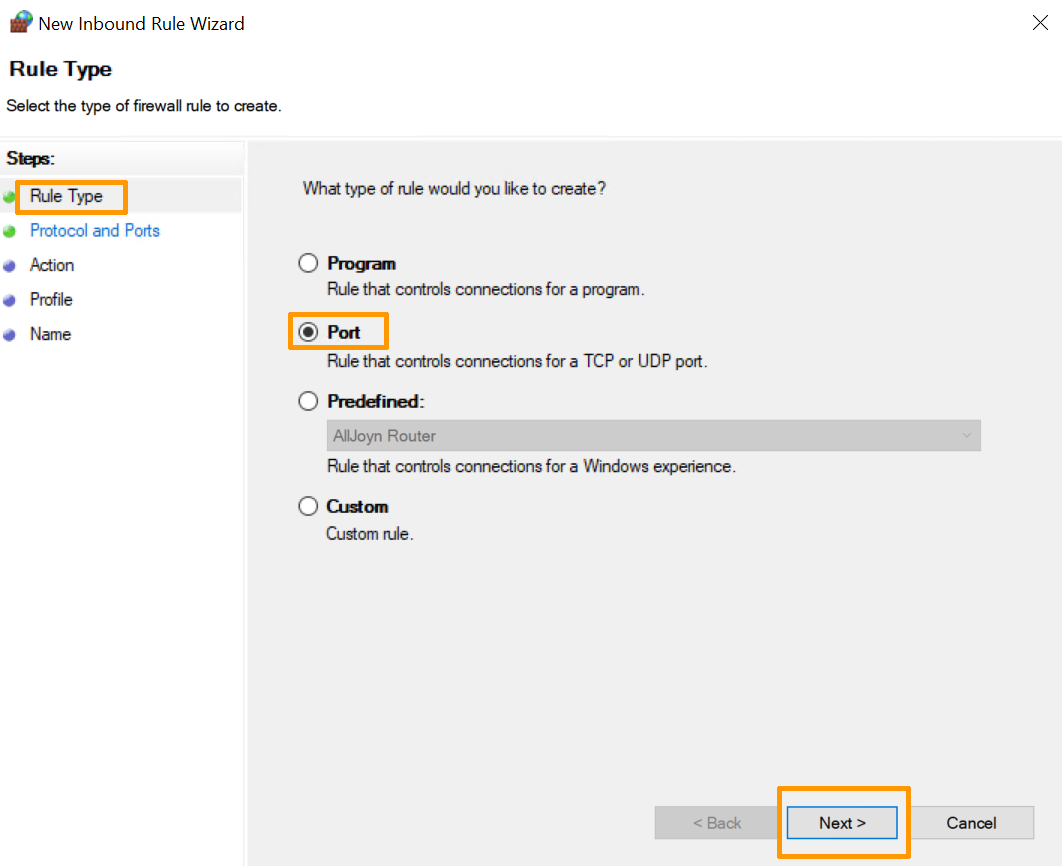 New Inbound Rule Wizard
Rule Type
Select the type of firewall rule to create.
Steps:
Rule Type
Protocol and Ports
Action
Profile
Name
What type of rule would you like to create?
Program
Rule that controls connections for a program.
Port
Rule that controls connections for a TCP or UDP port.
Predefined:
AllJoyn Router
Rule that controls connections for a Windows experience.
Custom
Custom rule.
< Back
Next >
Cancel